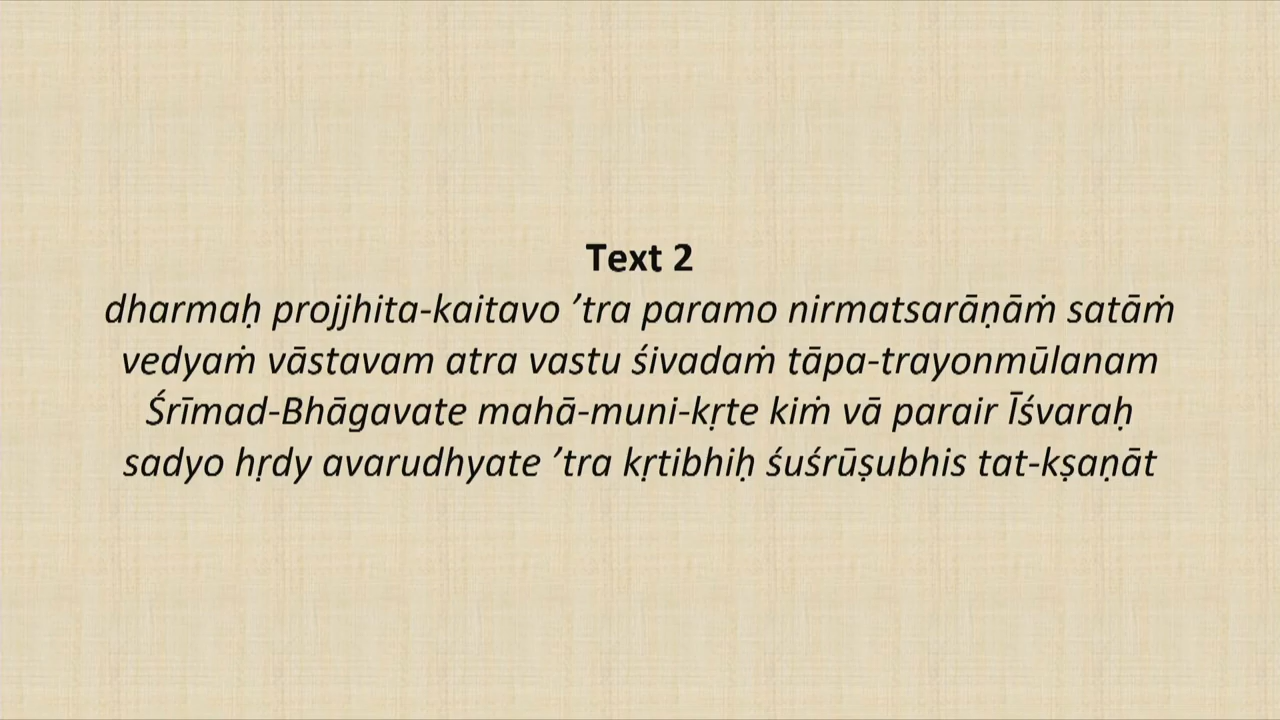 Text 2
dharmaḥ projjhita-kaitavo ’tra paramo nirmatsarāṇāṁ satāṁ
vedyaṁ vāstavam atra vastu śivadaṁ tāpa-trayonmūlanam
Śrīmad-Bhāgavate mahā-muni-kṛte kiṁ vā parair Īśvaraḥ
sadyo hṛdy avarudhyate ’tra kṛtibhiḥ śuśrūṣubhis tat-kṣaṇāt